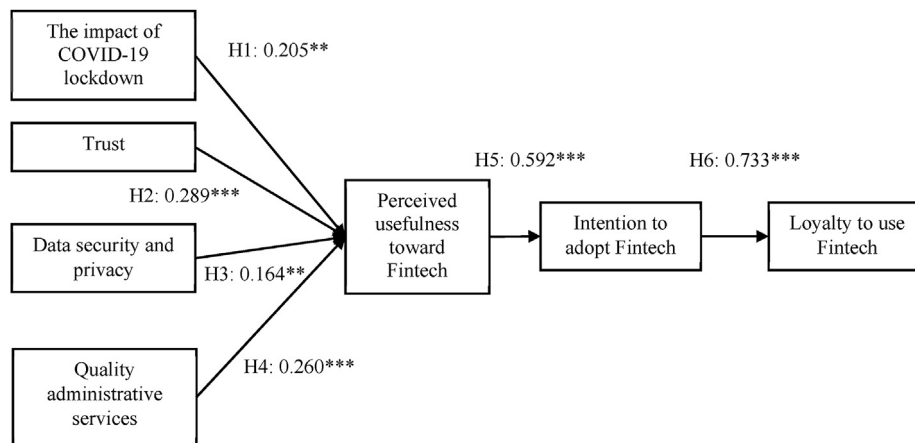 The impact of
COVID-19
lockdown
H1: 0.205**
Trust
H2: 0.289***
Data security and
privacy
H3: 0.164**
Quality
administrative
services
H4: 0.260***
Perceived
usefulness
toward
Fintech
H5: 0.592***
Intention to
adopt Fintech
H6: 0.733***
Loyalty to use
Fintech